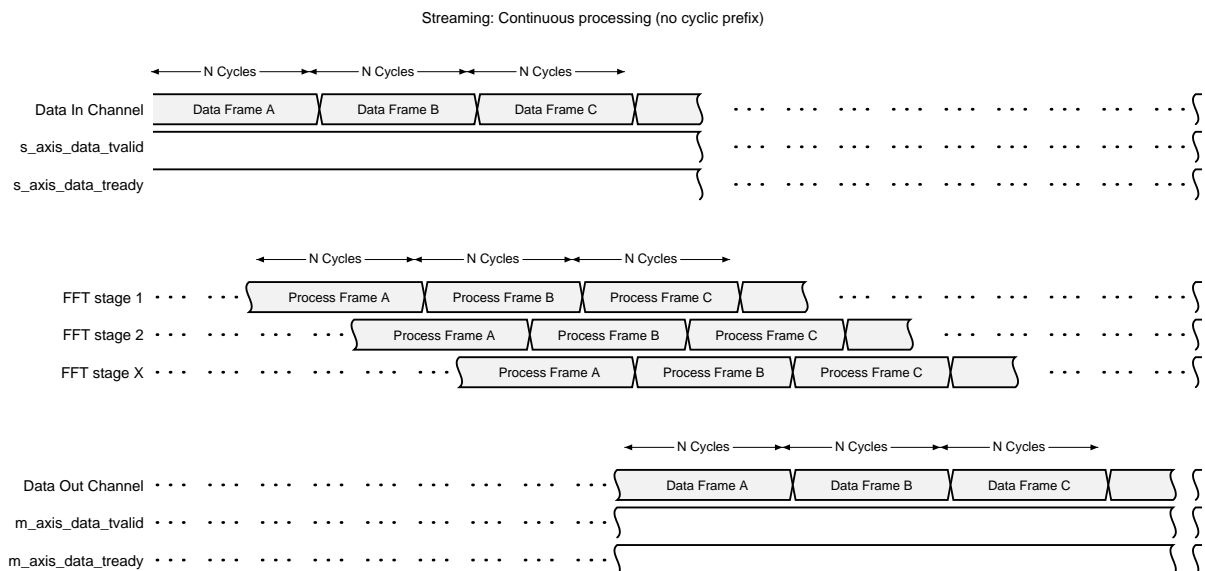 Streaming: Continuous processing (no cyclic prefix)
N Cycles N Cycles N Cycles
Data In Channel Data Frame A Data Frame B Data Frame C
s_axis_data_tvalid
s_axis_data_tready
N Cycles N Cycles N Cycles
FFT stage 1 Process Frame A Process Frame B Process Frame C
FFT stage 2 Process Frame A Process Frame B Process Frame C
FFT stage X Process Frame A Process Frame B Process Frame C
N Cycles N Cycles N Cycles
Data Out Channel Data Frame A Data Frame B Data Frame C
m_axis_data_tvalid
m_axis_data_tready